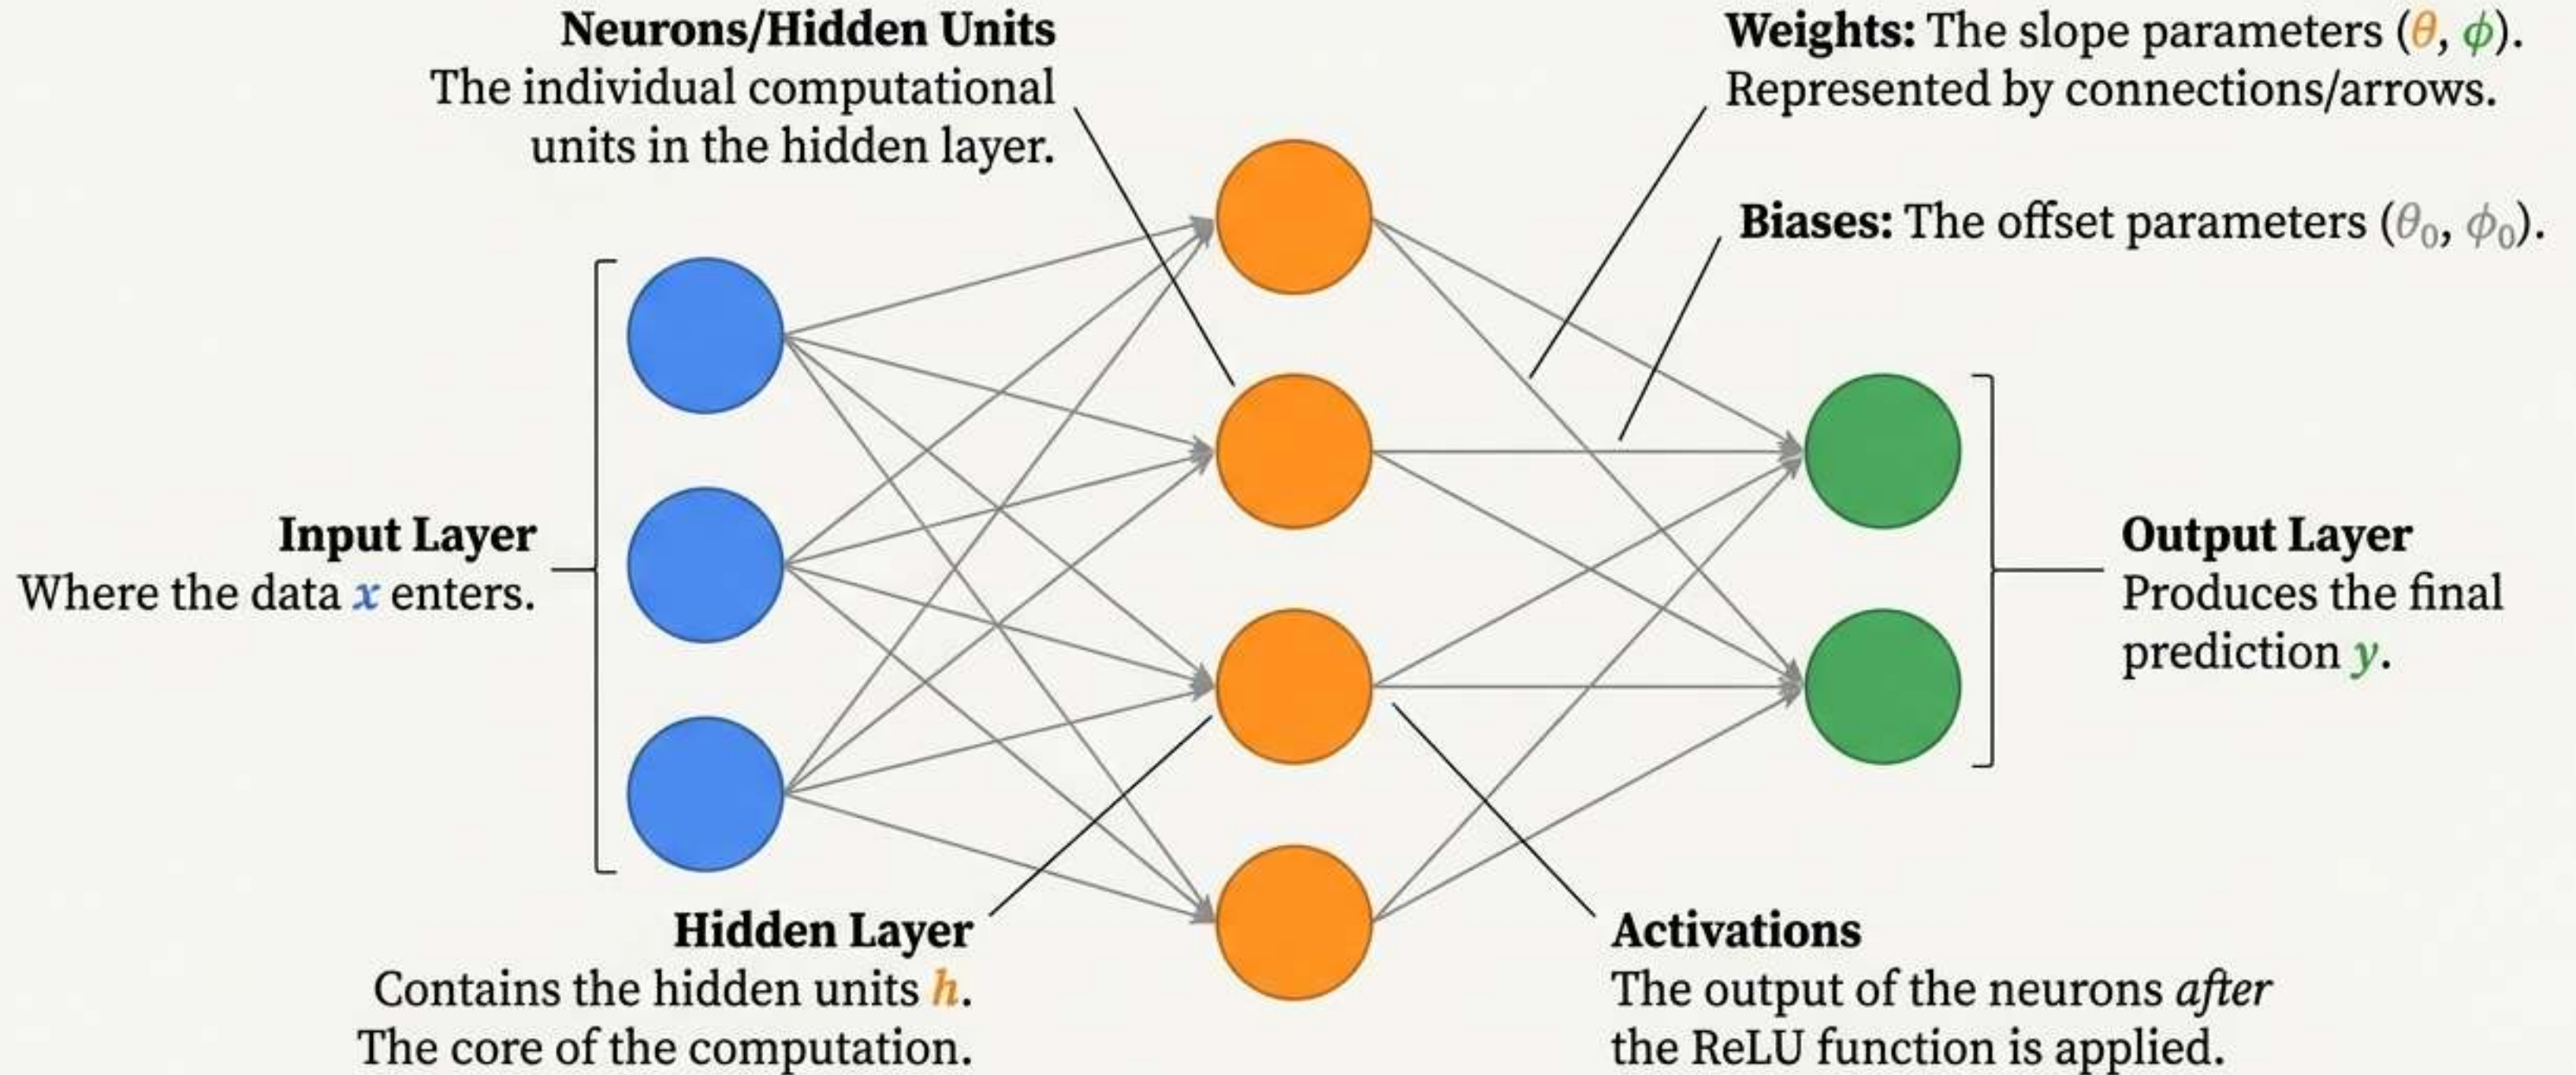 Neurons/Hidden Units
The individual computational
units in the hidden layer.
Weights: The slope parameters (θ, ϕ).
Represented by connections/arrows.
Biases: The offset parameters (θ₀, ϕ₀).
Input Layer
Where the data x enters.
Output Layer
Produces the final
prediction y.
Hidden Layer
Contains the hidden units h.
The core of the computation.
Activations
The output of the neurons after
the ReLU function is applied.